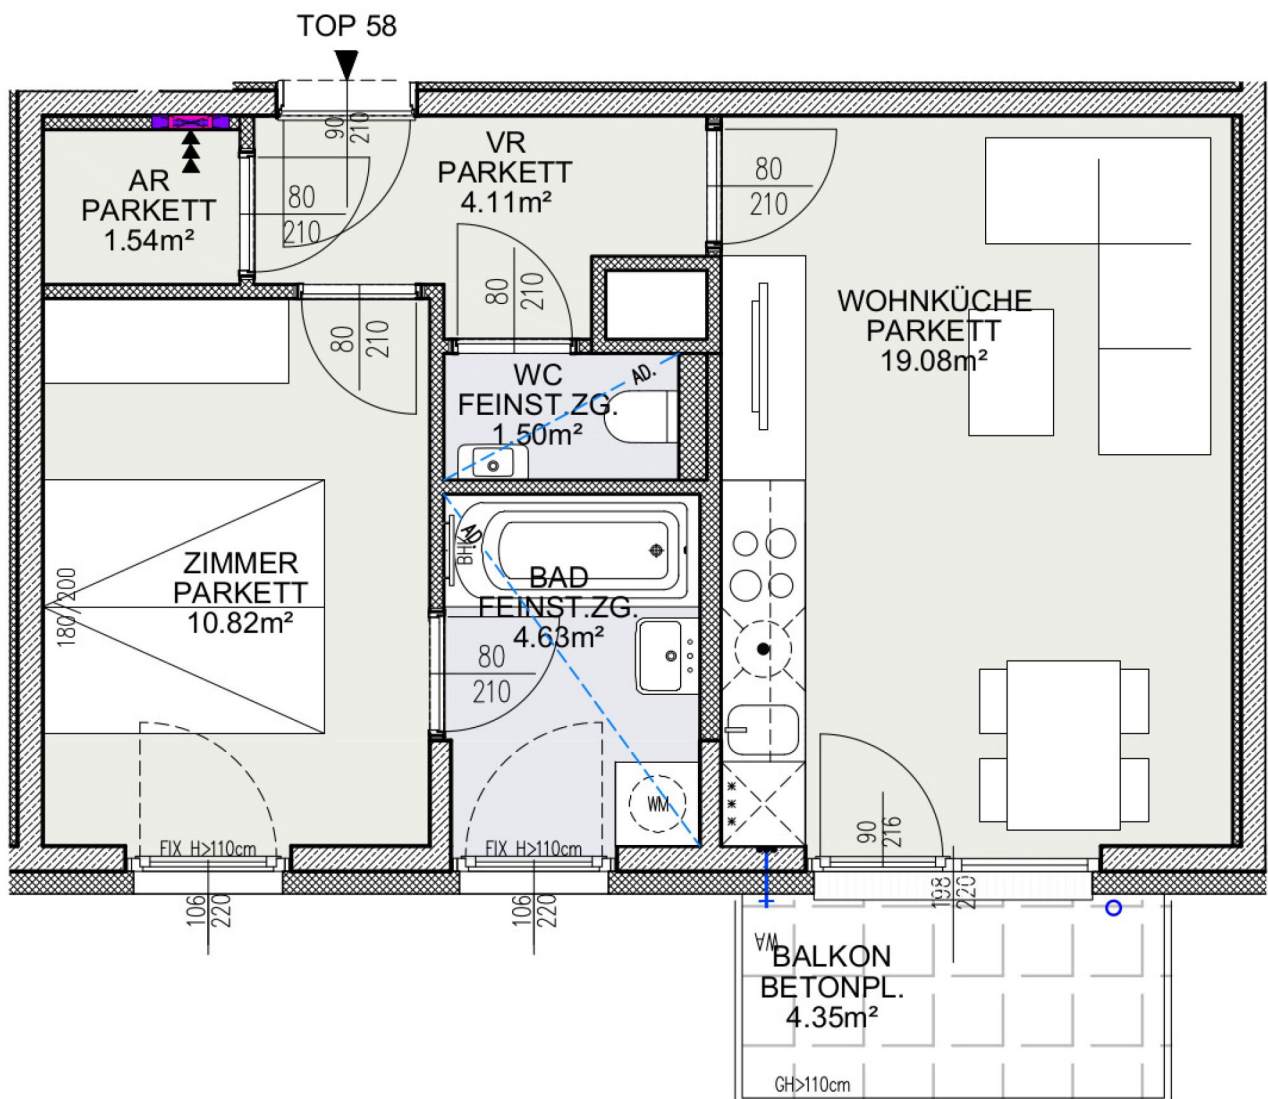 TOP 58
90
210
VR
PARKETT
4.11m²
AR
PARKETT
1.54m²
80
210
80
210
80
210
80
210
WOHNKÜCHE
PARKETT
19.08m²
WC
FEINST.ZG.
1.50m²
AD.
AD.
BHK
BAD
FEINST.ZG.
4.63m²
80
210
ZIMMER
PARKETT
10.82m²
180/200
WM
FIX H>110cm
FIX H>110cm
90
216
106
220
106
220
198
220
WA
BALKON
BETONPL.
4.35m²
GH>110cm